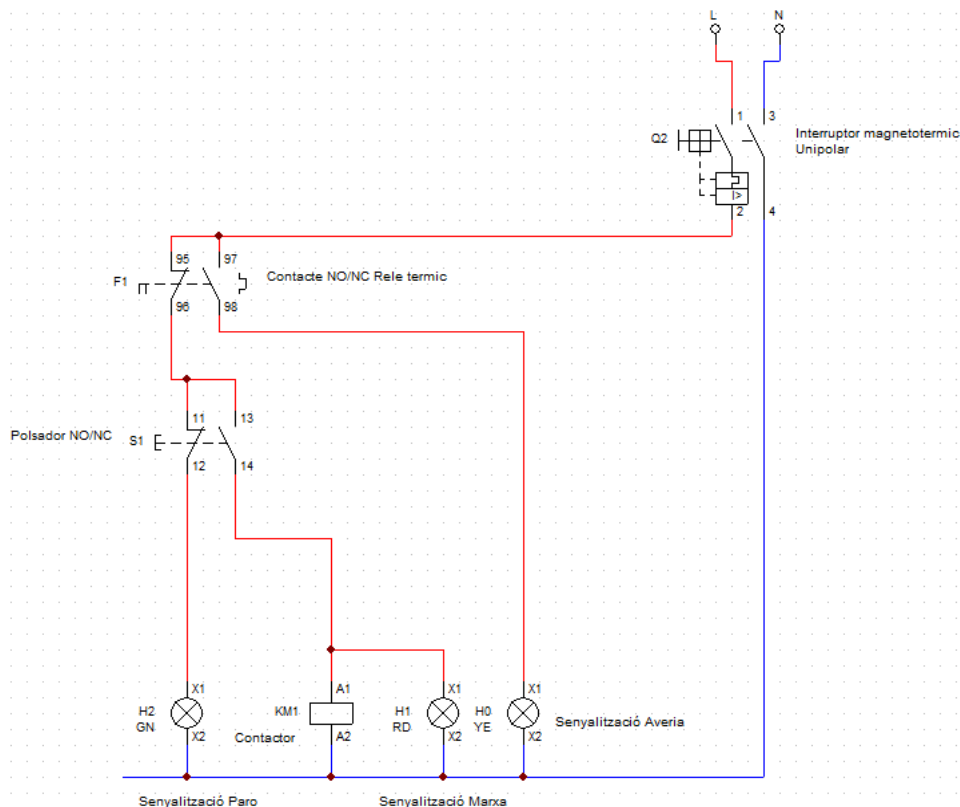 L N
1 3
Q2
Interruptor magnetotermic
Unipolar
I>
2 4
95 97
F1
Contacte NO/NC Rele termic
96 98
11 13
Polsador NO/NC
S1
12 14
X1 A1 X1 X1
H2
GN
KM1
H1
RD
H0
YE
Senyalització Averia
X2 A2 X2 X2
Contactor
Senyalització Paro
Senyalització Marxa